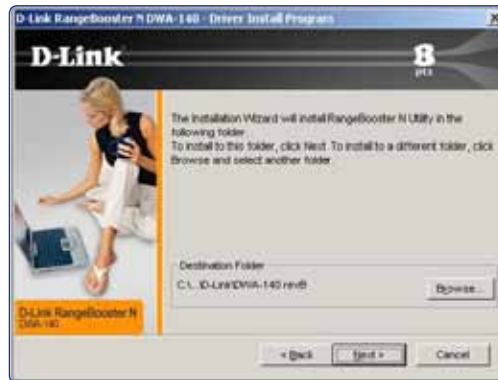 D-Link RangeBooster N DWA-140 - Driver Install Program
D-Link
8
pts
The Installation Wizard will install RangeBooster N Utility in the
following folder.
To install to this folder, click Next. To install to a different folder, click
Browse and select another folder.
Destination Folder
C:\...\D-Link\DWA-140 revB
Browse...
D-Link RangeBooster N
DWA-140
< Back
Next >
Cancel